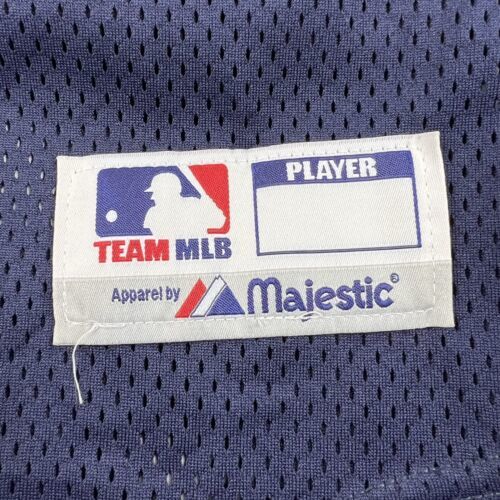 PLAYER
TEAM MLB
Apparel by Majestic®